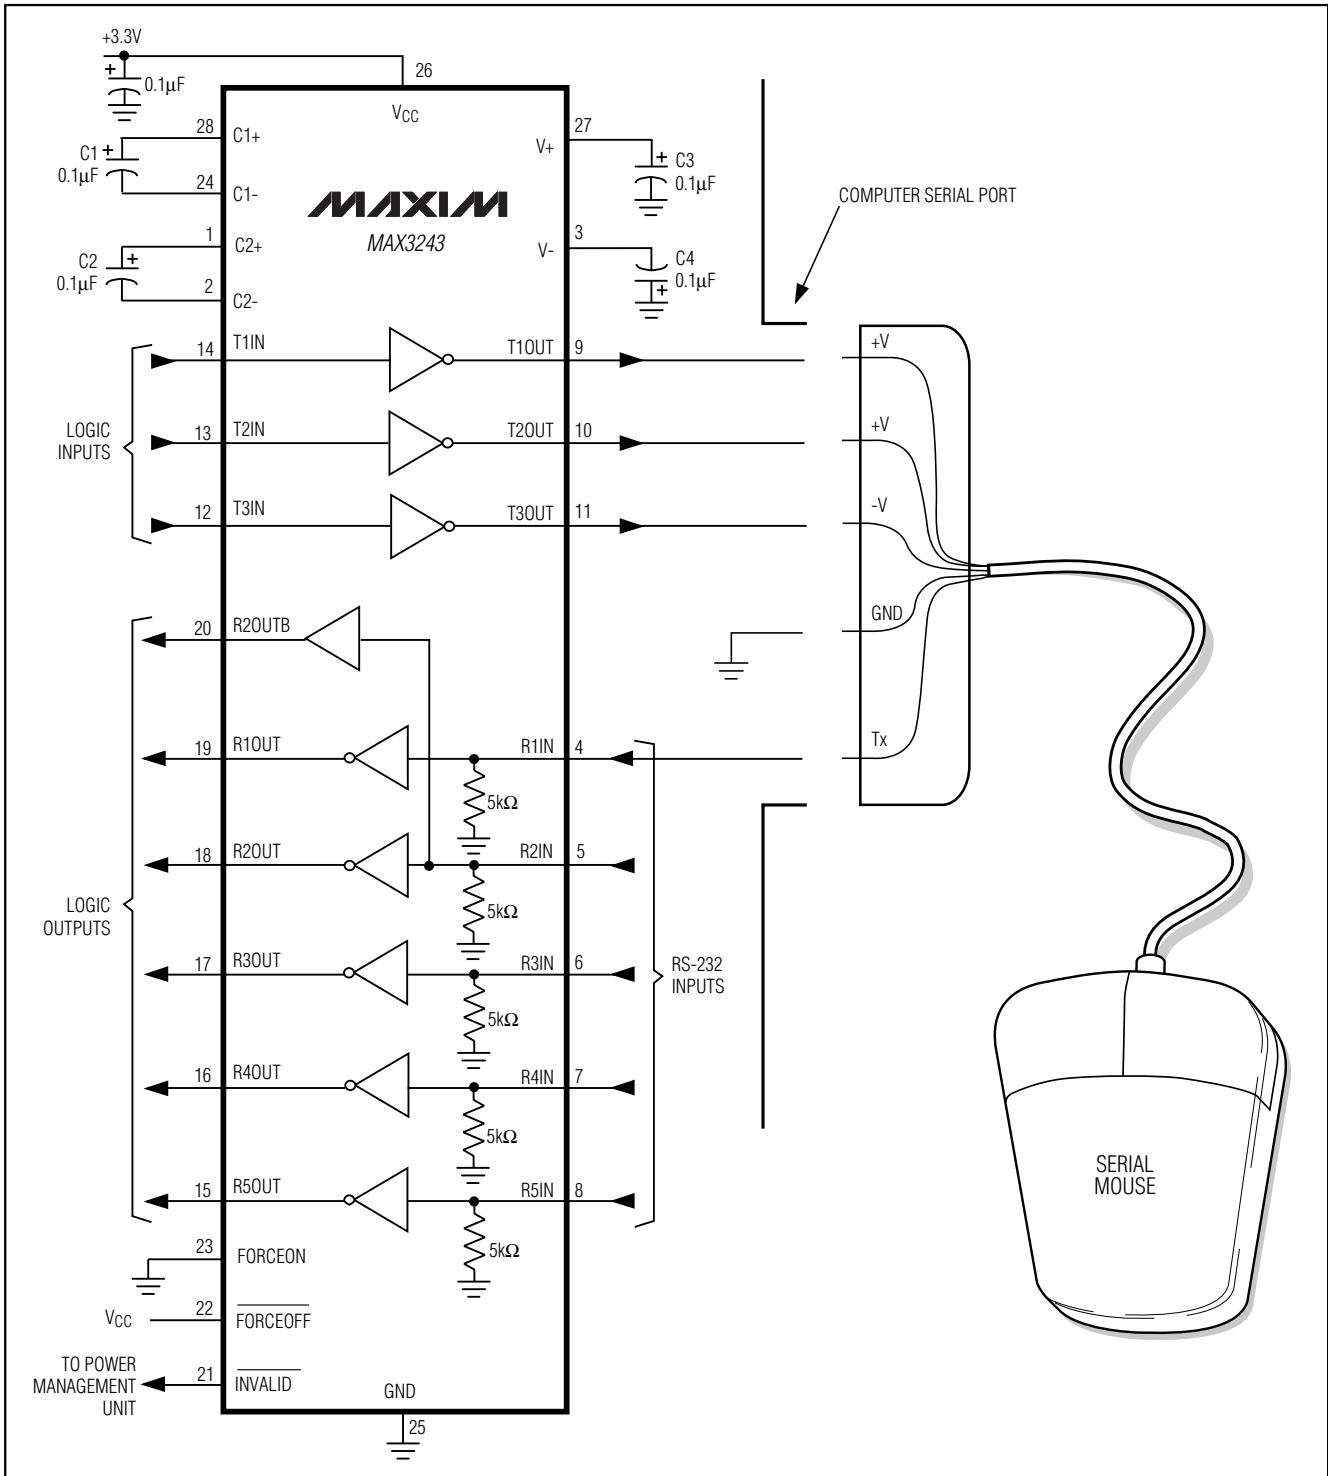 +3.3V
0.1µF
26
VCC
28
C1+
C1
0.1µF
24
C1-
27
V+
C3
0.1µF
MAXIM
MAX3243
1
C2+
C2
0.1µF
2
C2-
3
V-
C4
0.1µF
COMPUTER SERIAL PORT
LOGIC
INPUTS
14
T1IN
T1OUT
9
+V
13
T2IN
T2OUT
10
+V
12
T3IN
T3OUT
11
-V
20
R2OUTB
GND
19
R1OUT
R1IN
4
Tx
5kΩ
18
R2OUT
R2IN
5
5kΩ
LOGIC
OUTPUTS
17
R3OUT
R3IN
6
5kΩ
RS-232
INPUTS
16
R4OUT
R4IN
7
5kΩ
15
R5OUT
R5IN
8
5kΩ
SERIAL
MOUSE
23
FORCEON
VCC
22
FORCEOFF
TO POWER
MANAGEMENT
UNIT
21
INVALID
GND
25